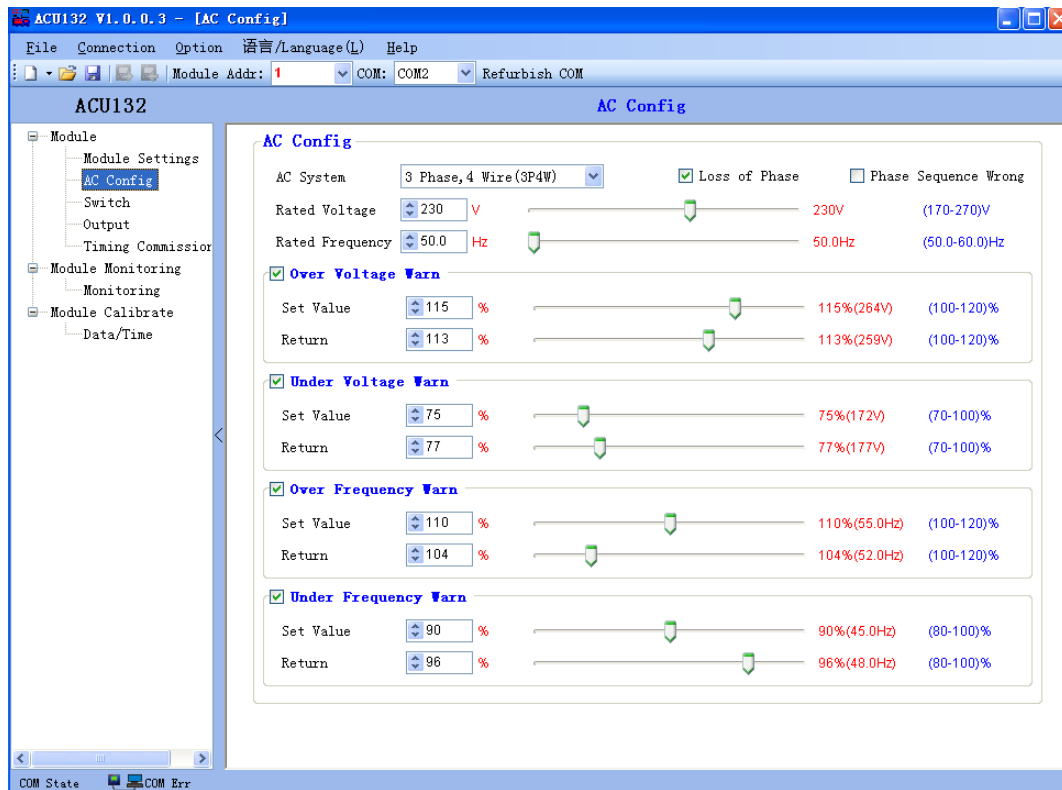 ACU132 V1.0.0.3 - [AC Config]
File Connection Option 语言/Language(L) Help
Module Addr: 1 COM: COM2 Refurbish COM
ACU132
AC Config
Module
Module Settings
AC Config
Switch
Output
Timing Commission
Module Monitoring
Monitoring
Module Calibrate
Data/Time
AC Config
AC System 3 Phase,4 Wire(3P4W) Loss of Phase Phase Sequence Wrong
Rated Voltage 230 V 230V (170-270)V
Rated Frequency 50.0 Hz 50.0Hz (50.0-60.0)Hz
Over Voltage Warn
Set Value 115 % 115%(264V) (100-120)%
Return 113 % 113%(259V) (100-120)%
Under Voltage Warn
Set Value 75 % 75%(172V) (70-100)%
Return 77 % 77%(177V) (70-100)%
Over Frequency Warn
Set Value 110 % 110%(55.0Hz) (100-120)%
Return 104 % 104%(52.0Hz) (100-120)%
Under Frequency Warn
Set Value 90 % 90%(45.0Hz) (80-100)%
Return 96 % 96%(48.0Hz) (80-100)%
COM State COM Err